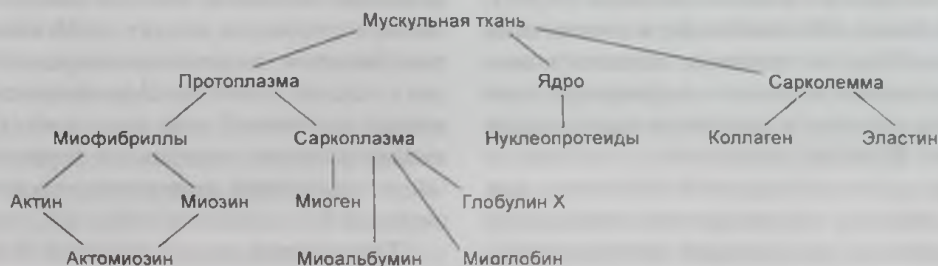 Мускульная ткань
Протоплазма Ядро Сарколемма
Миофибриллы Саркоплазма Нуклеопротеиды Коллаген Эластин
Актин Миозин Миоген Глобулин X
Актомиозин Миоальбумин Миоглобин